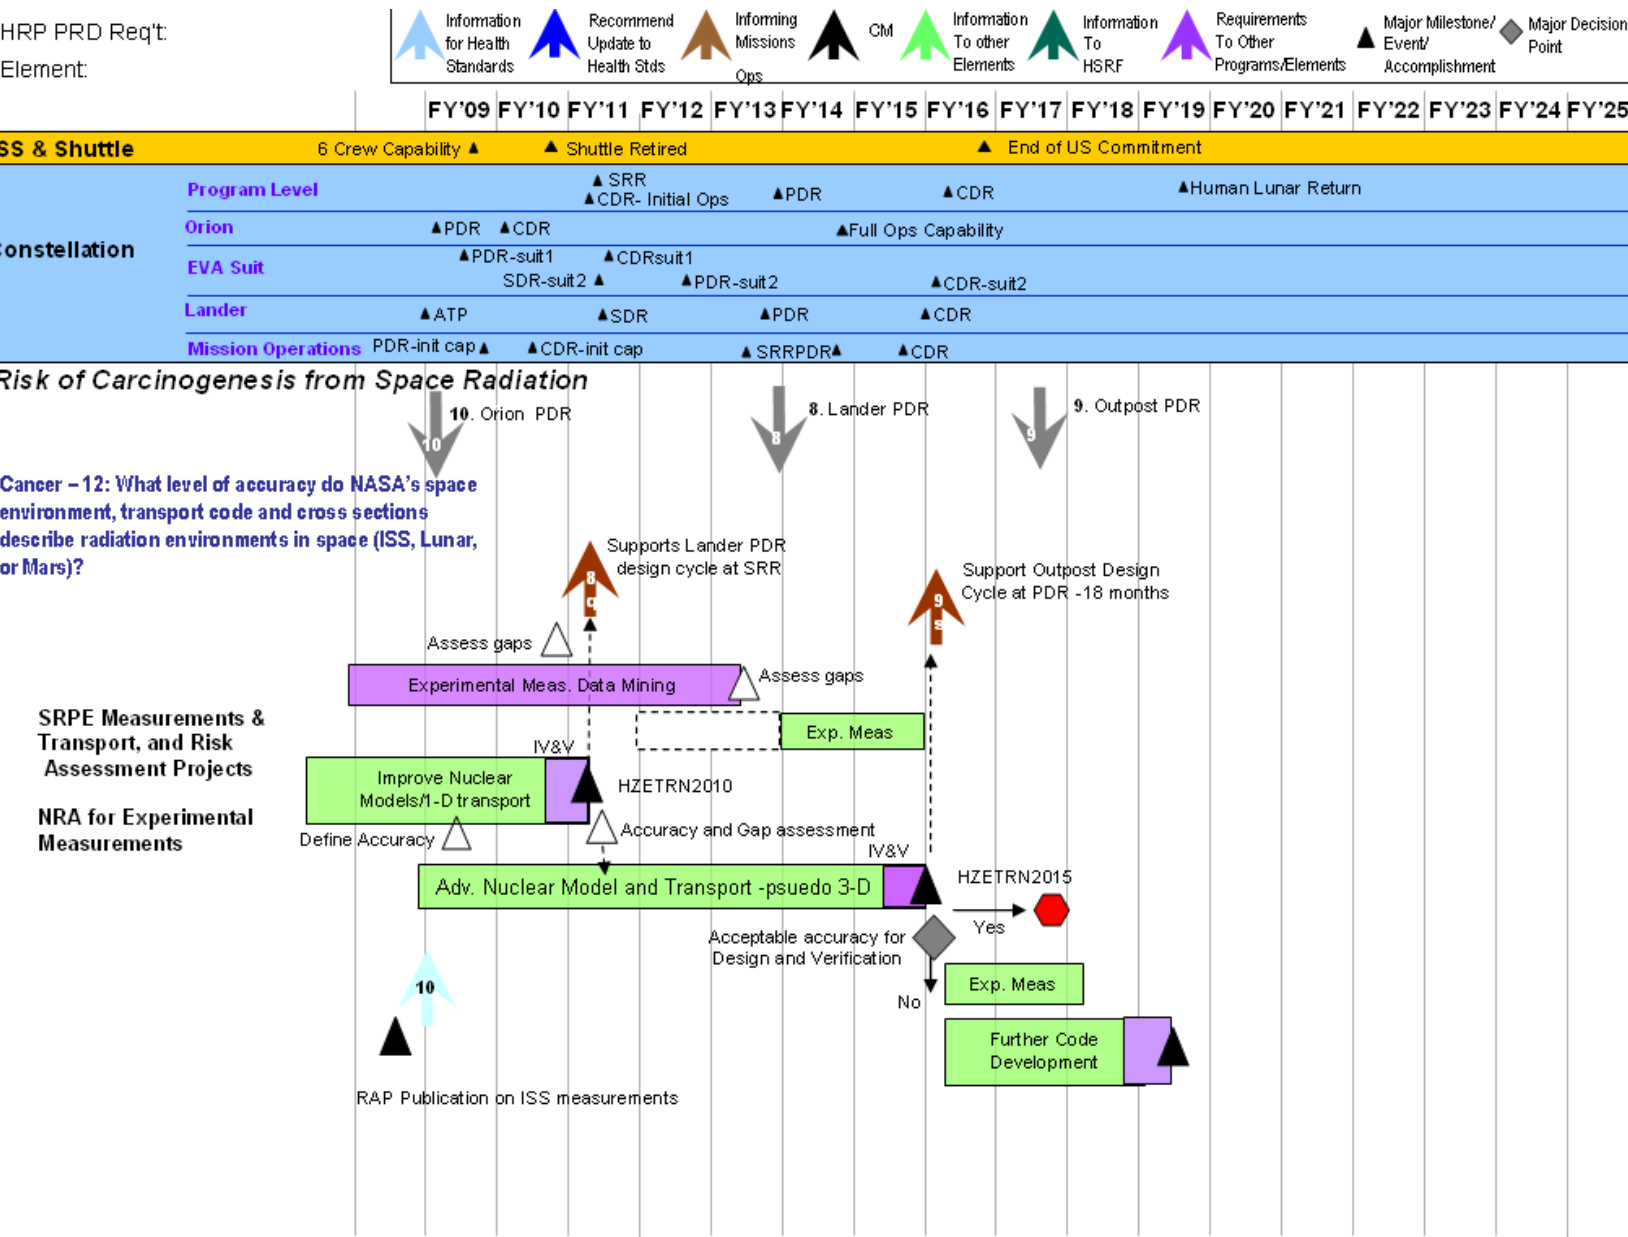 HRP PRD Req't:
Element:
Information
for Health
Standards
Recommend
Update to
Health Stds
Informing
Missions
Ops
CM
Information
To other
Elements
Information
To
HSRF
Requirements
To Other
Programs/Elements
Major Milestone/
Event/
Accomplishment
Major Decision
Point
FY'09 FY'10 FY'11 FY'12 FY'13 FY'14 FY'15 FY'16 FY'17 FY'18 FY'19 FY'20 FY'21 FY'22 FY'23 FY'24 FY'25
SS & Shuttle
6 Crew Capability
Shuttle Retired
End of US Commitment
onstellation
Program Level
SRR
CDR- Initial Ops
PDR
CDR
Human Lunar Return
Orion
PDR
CDR
Full Ops Capability
EVA Suit
PDR-suit1
CDRsuit1
SDR-suit2
PDR-suit2
CDR-suit2
Lander
ATP
SDR
PDR
CDR
Mission Operations
PDR-init cap
CDR-init cap
SRRPDR
CDR
Risk of Carcinogenesis from Space Radiation
10
10. Orion PDR
8
8. Lander PDR
9
9. Outpost PDR
Cancer – 12: What level of accuracy do NASA's space
environment, transport code and cross sections
describe radiation environments in space (ISS, Lunar,
or Mars)?
8
q
Supports Lander PDR
design cycle at SRR
9
s
Support Outpost Design
Cycle at PDR -18 months
Assess gaps
Experimental Meas. Data Mining
Assess gaps
SRPE Measurements &
Transport, and Risk
Assessment Projects
Exp. Meas
IV&V
Improve Nuclear
Models/1-D transport
HZETRN2010
NRA for Experimental
Measurements
Define Accuracy
Accuracy and Gap assessment
IV&V
Adv. Nuclear Model and Transport -psuedo 3-D
HZETRN2015
Yes
Acceptable accuracy for
Design and Verification
No
Exp. Meas
10
Further Code
Development
RAP Publication on ISS measurements